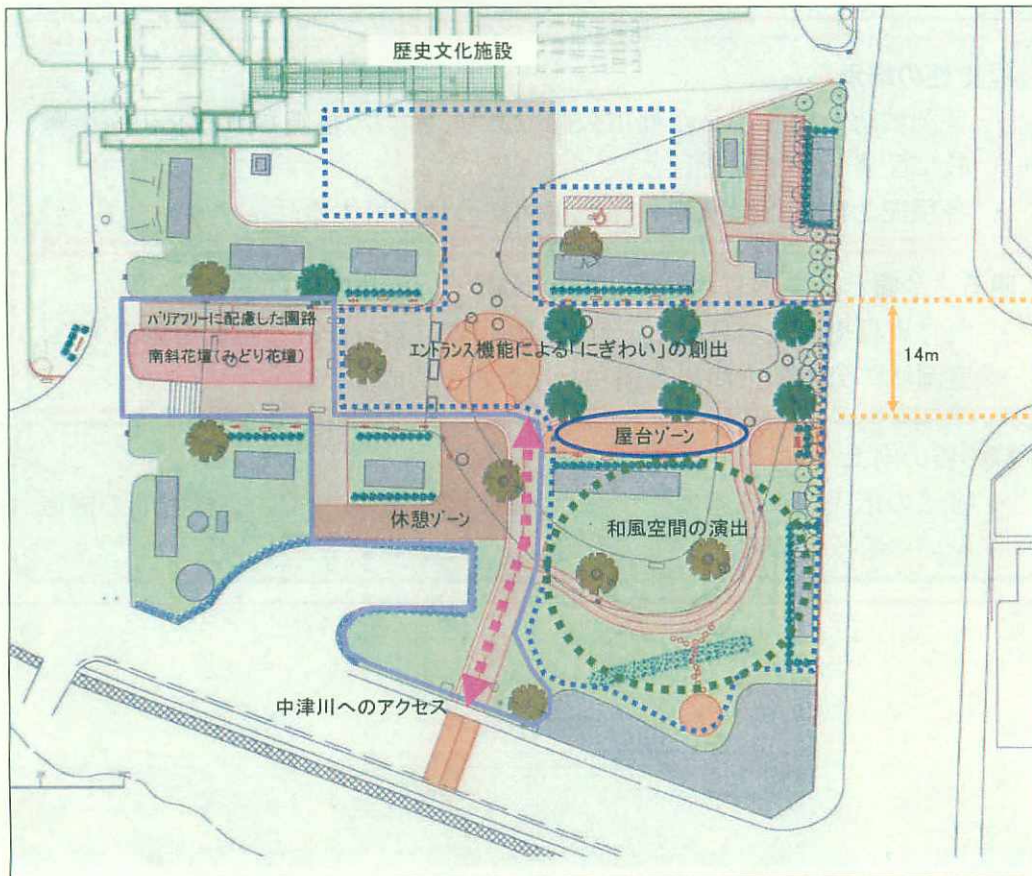 歴史文化施設
バリアフリーに配慮した園路
南斜花壇(みどり花壇)
エントランス機能による「にぎわい」の創出
14m
屋台ゾーン
休憩ゾーン
和風空間の演出
中津川へのアクセス